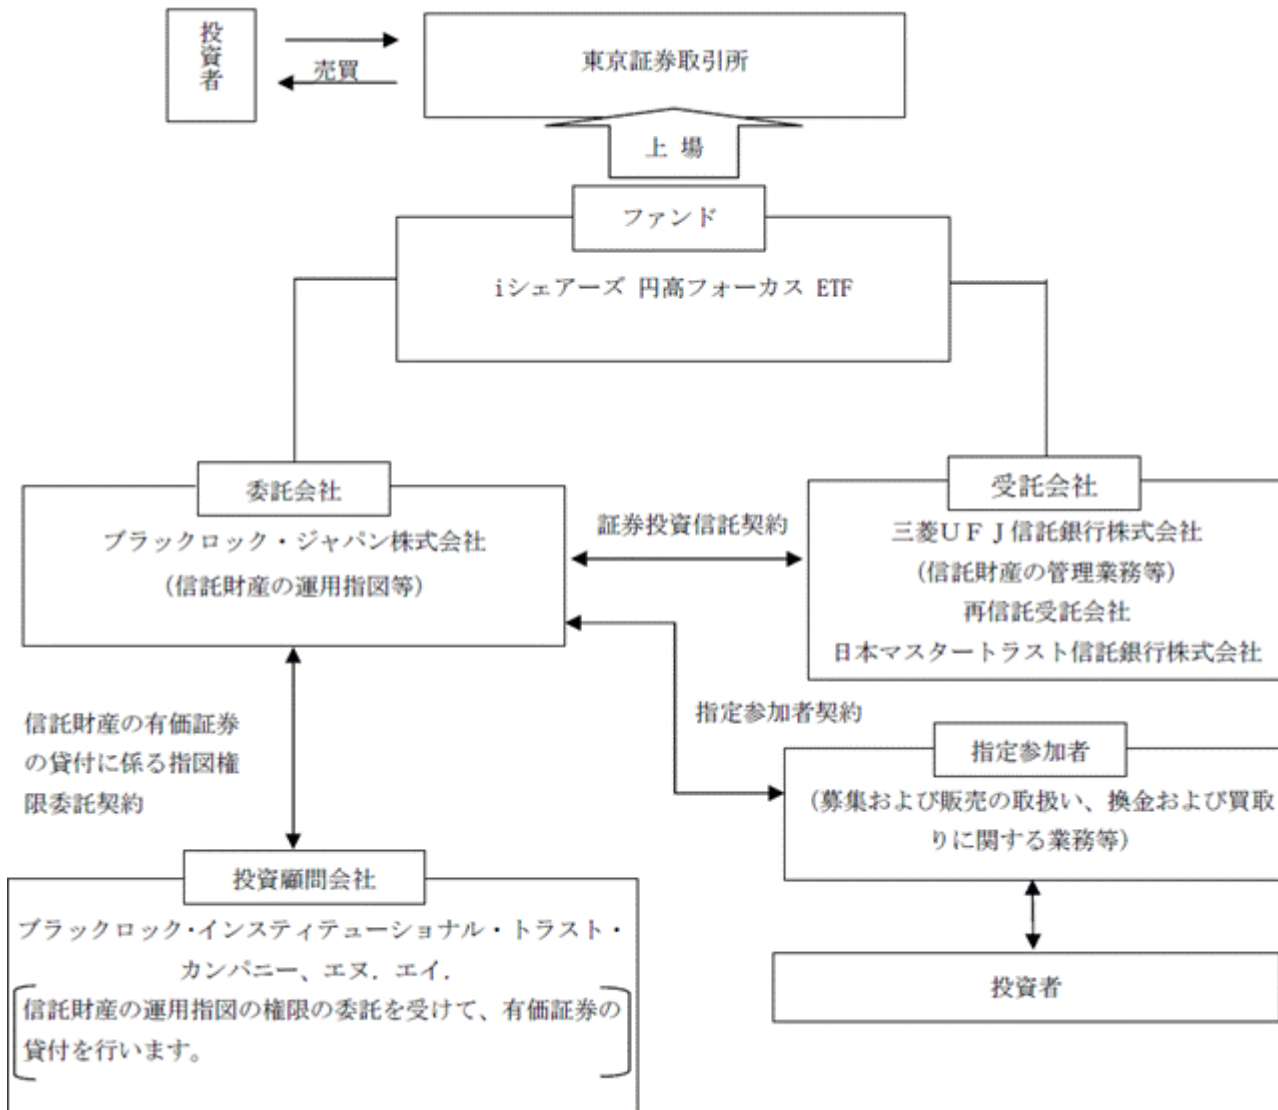 投資者
売買
東京証券取引所
上 場
ファンド
iシェアーズ 円高フォーカス ETF
委託会社
ブラックロック・ジャパン株式会社
(信託財産の運用指図等)
証券投資信託契約
受託会社
三菱UFJ信託銀行株式会社
(信託財産の管理業務等)
再信託受託会社
日本マスタートラスト信託銀行株式会社
信託財産の有価証券
の貸付に係る指図権
限委託契約
指定参加者契約
指定参加者
(募集および販売の取扱い、換金および買取
りに関する業務等)
投資顧問会社
ブラックロック・インスティテューショナル・トラスト・
カンパニー、エヌ.エイ.
信託財産の運用指図の権限の委託を受けて、有価証券の
貸付を行います。
投資者